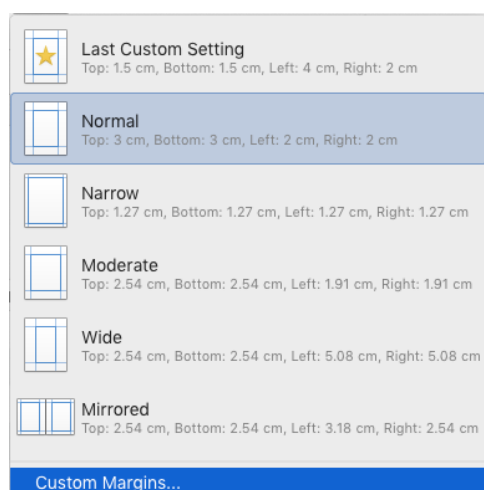 Last Custom Setting
Top: 1.5 cm, Bottom: 1.5 cm, Left: 4 cm, Right: 2 cm
Normal
Top: 3 cm, Bottom: 3 cm, Left: 2 cm, Right: 2 cm
Narrow
Top: 1.27 cm, Bottom: 1.27 cm, Left: 1.27 cm, Right: 1.27 cm
Moderate
Top: 2.54 cm, Bottom: 2.54 cm, Left: 1.91 cm, Right: 1.91 cm
Wide
Top: 2.54 cm, Bottom: 2.54 cm, Left: 5.08 cm, Right: 5.08 cm
Mirrored
Top: 2.54 cm, Bottom: 2.54 cm, Left: 3.18 cm, Right: 2.54 cm
Custom Margins...